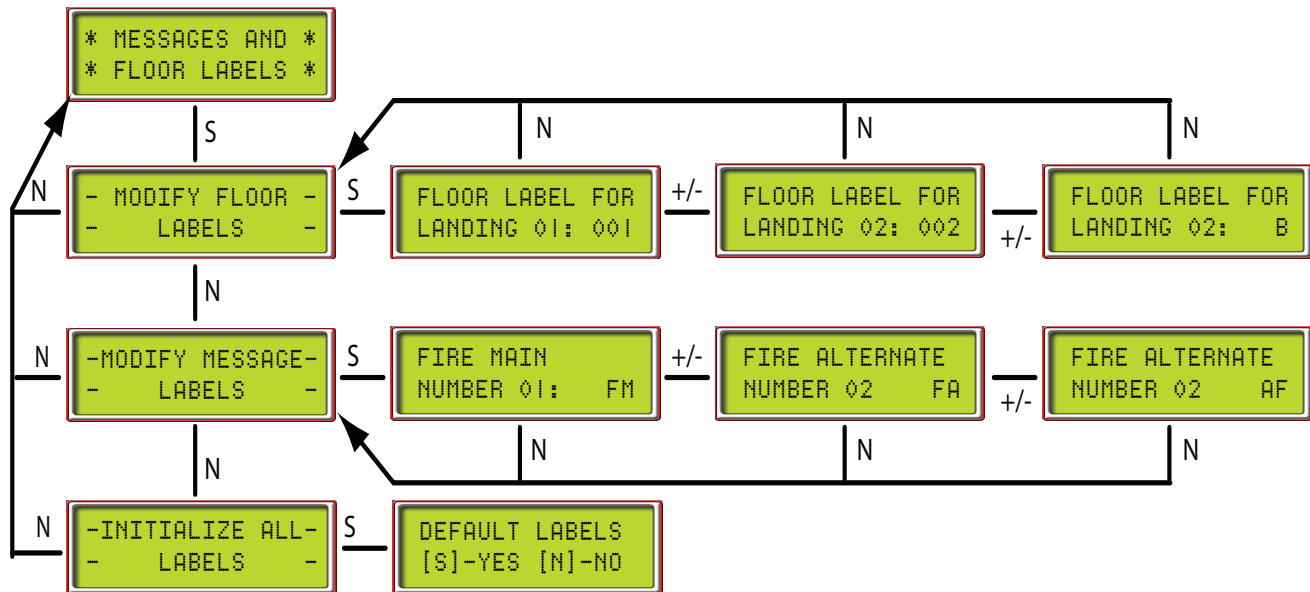 * MESSAGES AND *
* FLOOR LABELS *
S
N
N
N
N
- MODIFY FLOOR -
- LABELS -
S
FLOOR LABEL FOR
LANDING 01: 001
+/-
FLOOR LABEL FOR
LANDING 02: 002
+/-
FLOOR LABEL FOR
LANDING 02: B
N
N
-MODIFY MESSAGE-
- LABELS -
S
FIRE MAIN
NUMBER 01: FM
+/-
FIRE ALTERNATE
NUMBER 02 FA
+/-
FIRE ALTERNATE
NUMBER 02 AF
N
N
N
N
N
-INITIALIZE ALL-
- LABELS -
S
DEFAULT LABELS
[S]-YES [N]-NO